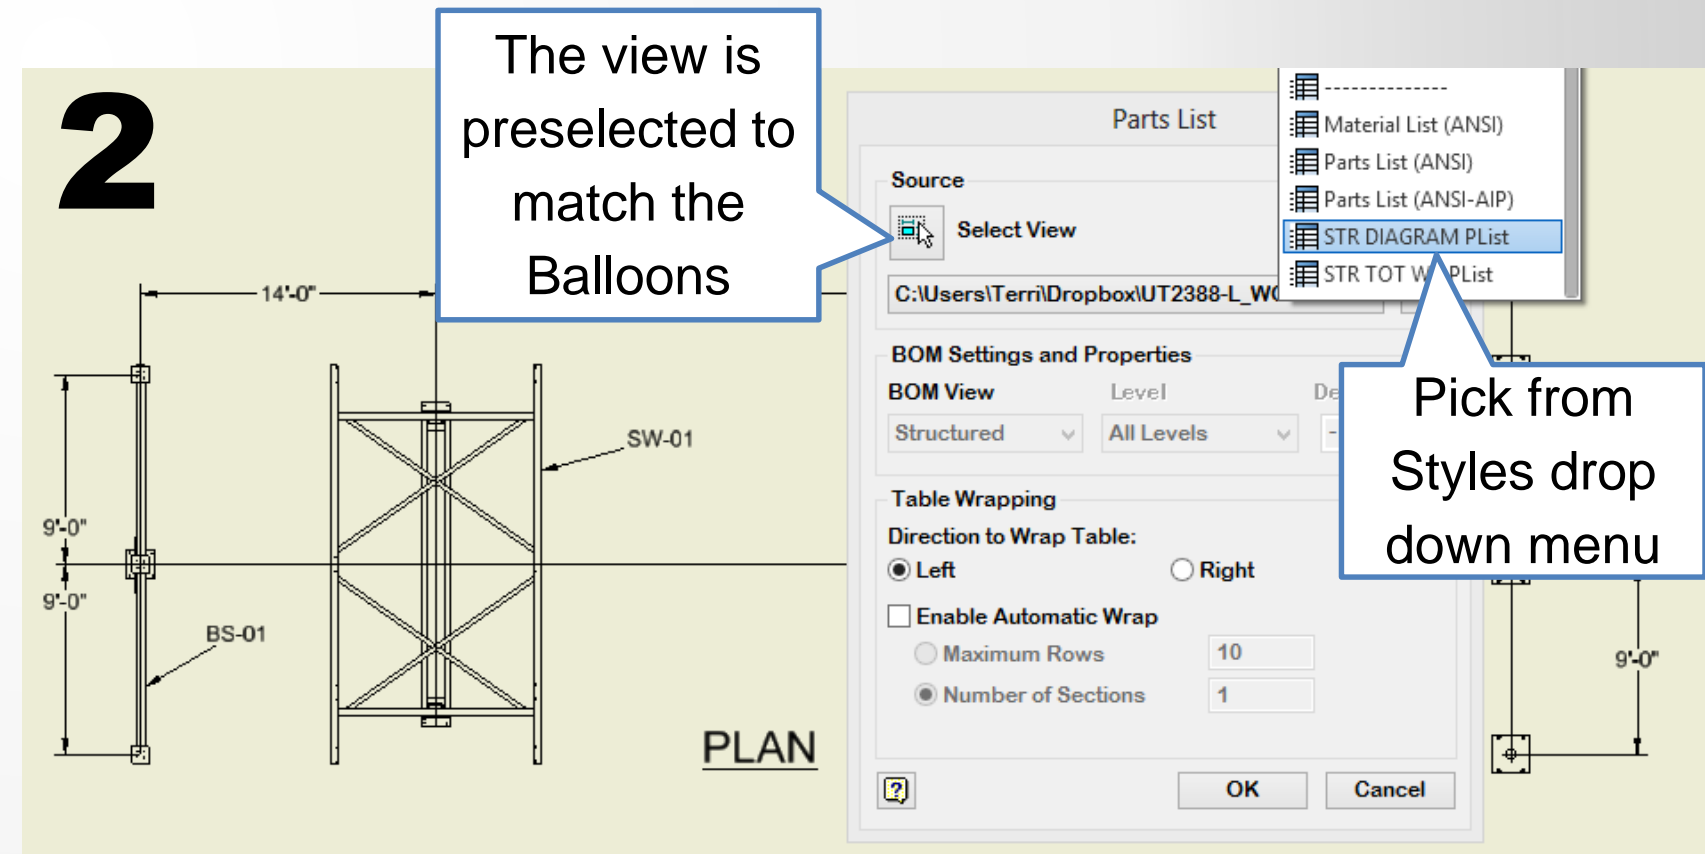 2
The view is
preselected to
match the
Balloons
14'-0"
9'-0"
9'-0"
BS-01
SW-01
PLAN
Parts List
Source
Select View
C:\Users\Terri\Dropbox\UT2388-L_W
BOM Settings and Properties
BOM View
Level
Structured
All Levels
Table Wrapping
Direction to Wrap Table:
Left
Right
Enable Automatic Wrap
Maximum Rows
10
Number of Sections
1
OK
Cancel
--------------
Material List (ANSI)
Parts List (ANSI)
Parts List (ANSI-AIP)
STR DIAGRAM PList
STR TOT W PList
Pick from
Styles drop
down menu
9'-0"